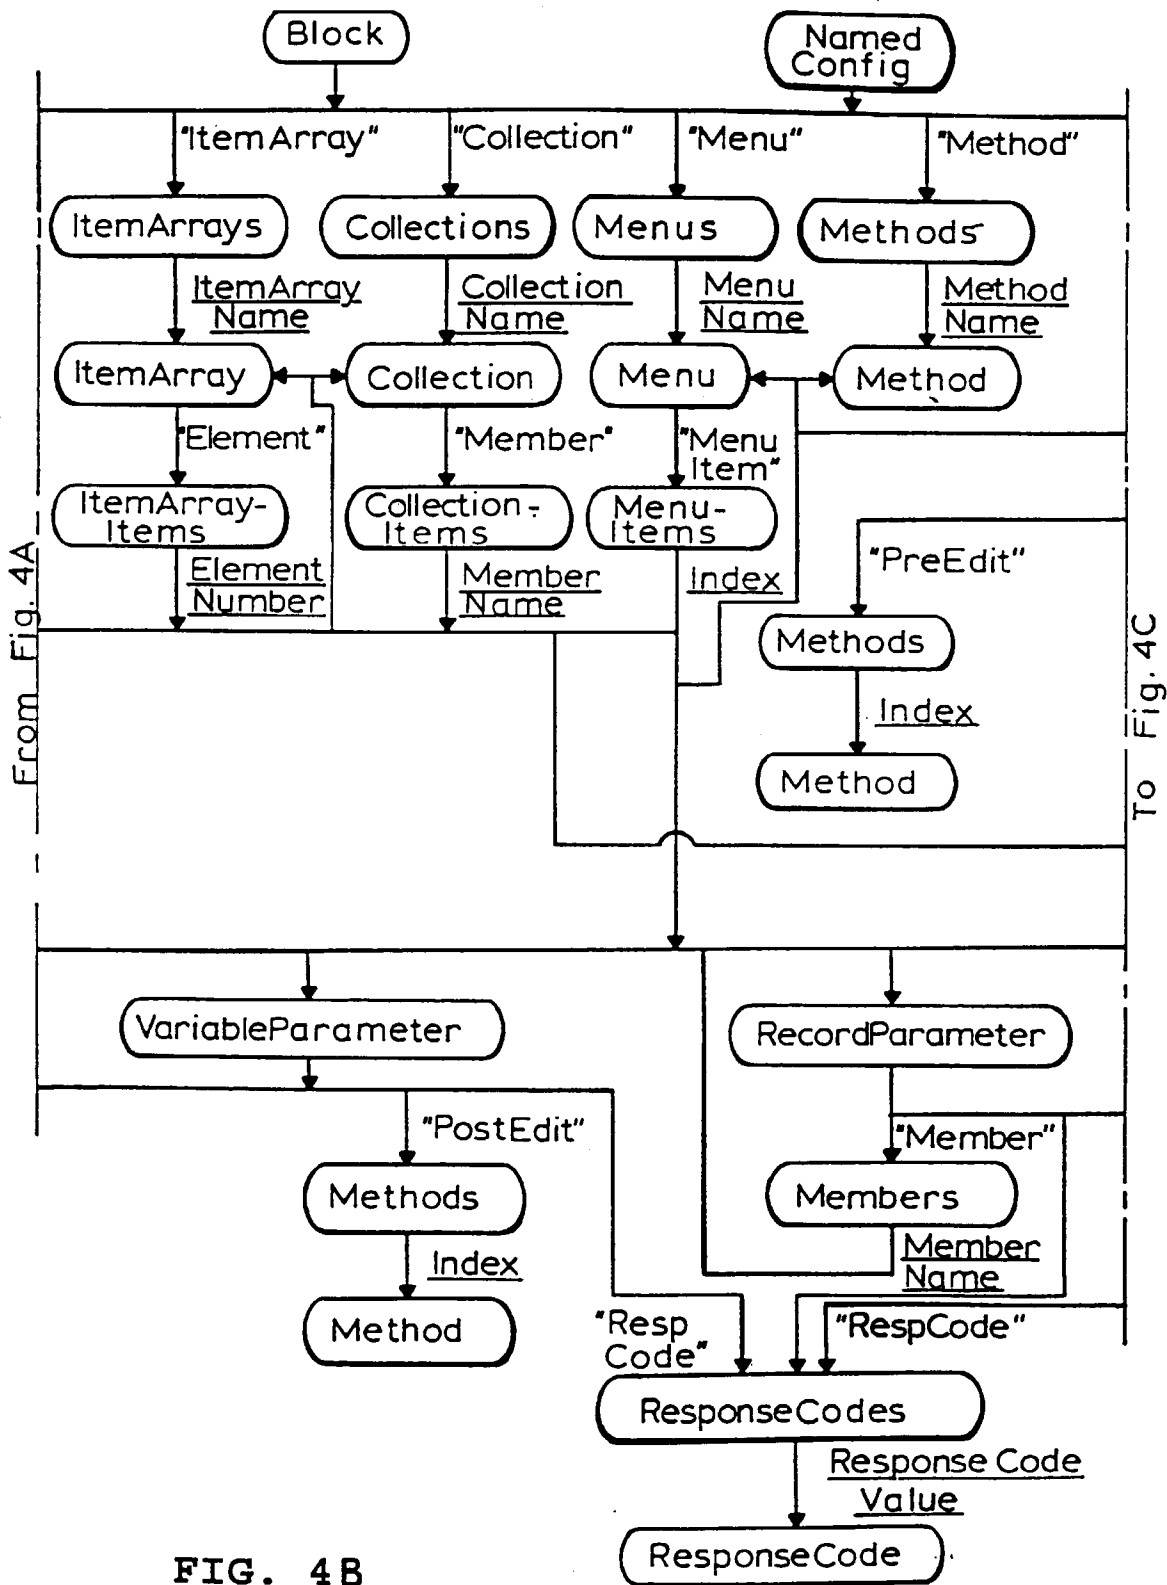 Block
Named
Config
"ItemArray"
"Collection"
"Menu"
"Method"
ItemArrays
Collections
Menus
Methods
ItemArray
Name
Collection
Name
Menu
Name
Method
Name
ItemArray
Collection
Menu
Method
"Element"
"Member"
"Menu
Item"
ItemArray-
Items
Collection-
Items
Menu-
Items
"PreEdit"
Element
Number
Member
Name
Index
Methods
Index
Method
From Fig. 4A
To Fig. 4C
VariableParameter
RecordParameter
"PostEdit"
"Member"
Methods
Members
Index
Member
Name
Method
"Resp
Code"
"RespCode"
ResponseCodes
Response Code
Value
ResponseCode
FIG. 4B